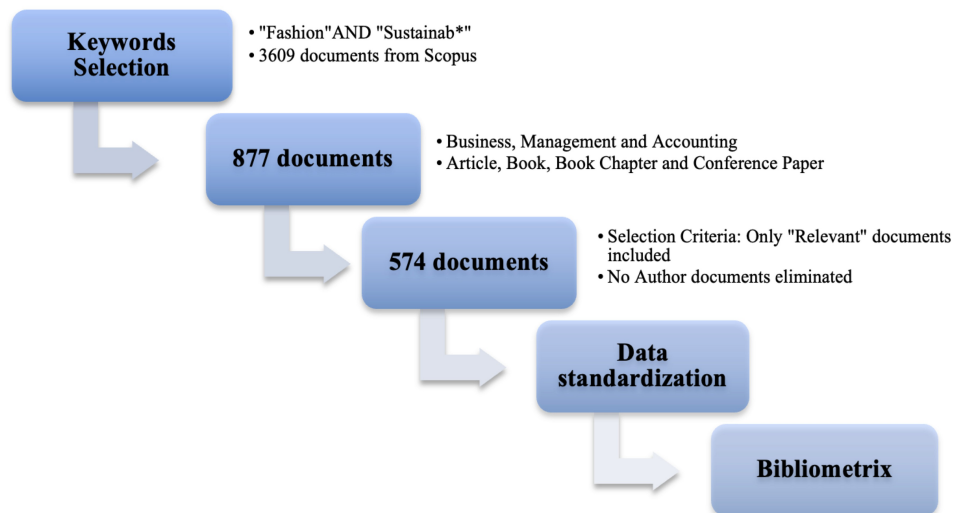 Keywords
Selection
• "Fashion"AND "Sustainab*"
• 3609 documents from Scopus
877 documents
• Business, Management and Accounting
• Article, Book, Book Chapter and Conference Paper
574 documents
• Selection Criteria: Only "Relevant" documents
included
• No Author documents eliminated
Data
standardization
Bibliometrix